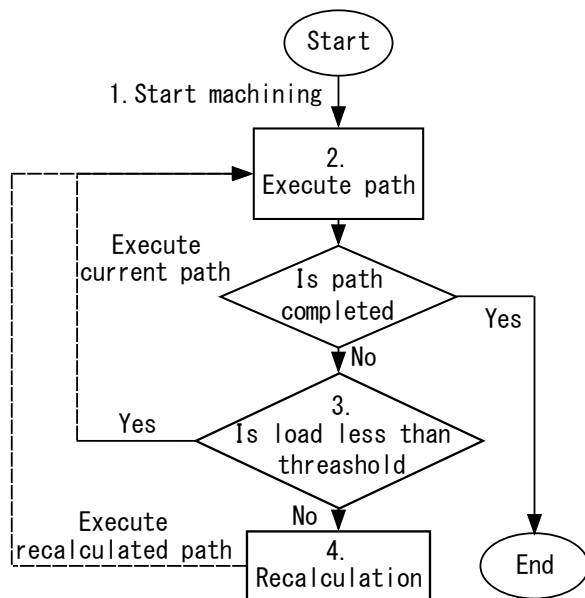 Start
1. Start machining
2.
Execute path
Execute
current path
Is path
completed
Yes
No
3.
Is load less than
threashold
Yes
No
Execute
recalculated path
4.
Recalculation
End